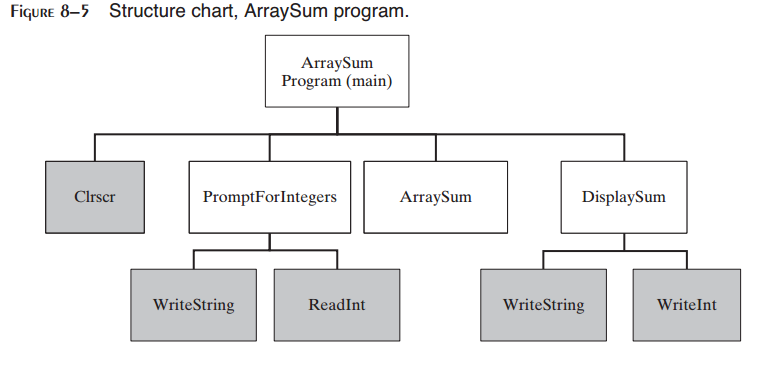 FIGURE 8–5 Structure chart, ArraySum program.
ArraySum
Program (main)
Clrscr
PromptForIntegers
ArraySum
DisplaySum
WriteString
ReadInt
WriteString
WriteInt